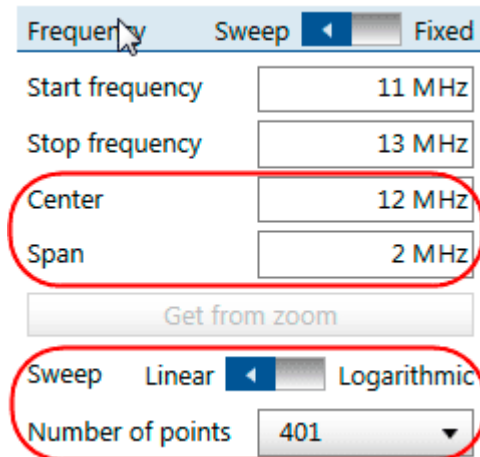 Frequency Sweep Fixed
Start frequency 11 MHz
Stop frequency 13 MHz
Center 12 MHz
Span 2 MHz
Get from zoom
Sweep Linear Logarithmic
Number of points 401